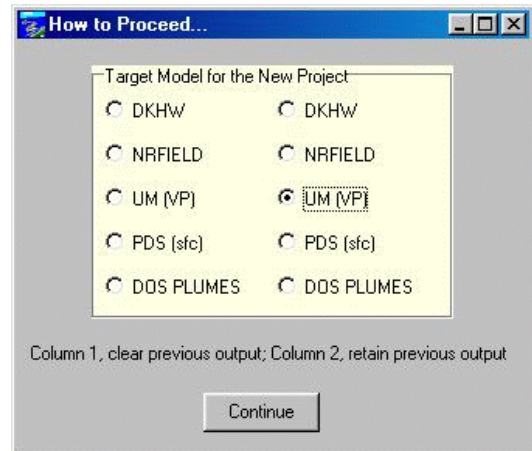 How to Proceed...
Target Model for the New Project
DKHW DKHW
NRFIELD NRFIELD
UM (VP) UM (VP)
PDS (sfc) PDS (sfc)
DOS PLUMES DOS PLUMES
Column 1, clear previous output; Column 2, retain previous output
Continue